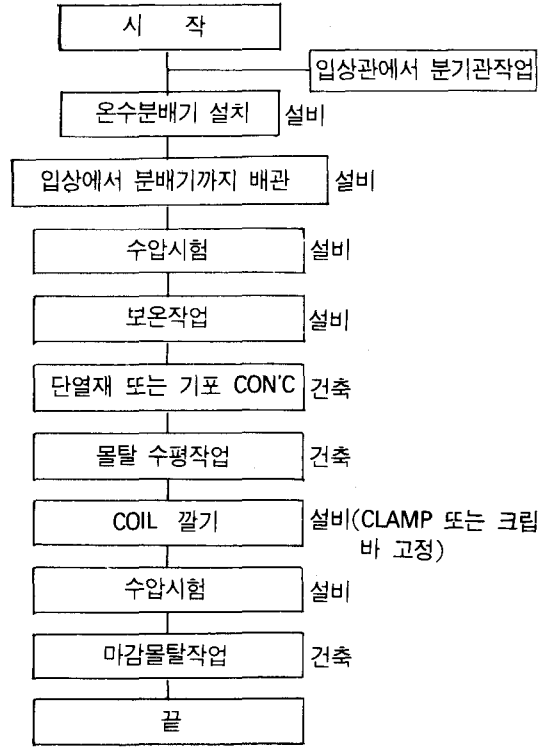 시 작
입상관에서 분기관작업
온수분배기 설치 설비
입상에서 분배기까지 배관 설비
수압시험 설비
보온작업 설비
단열재 또는 기포 CON'C 건축
몰탈 수평작업 건축
COIL 깔기 설비(CLAMP 또는 크립
바 고정)
수압시험 설비
마감몰탈작업 건축
끝